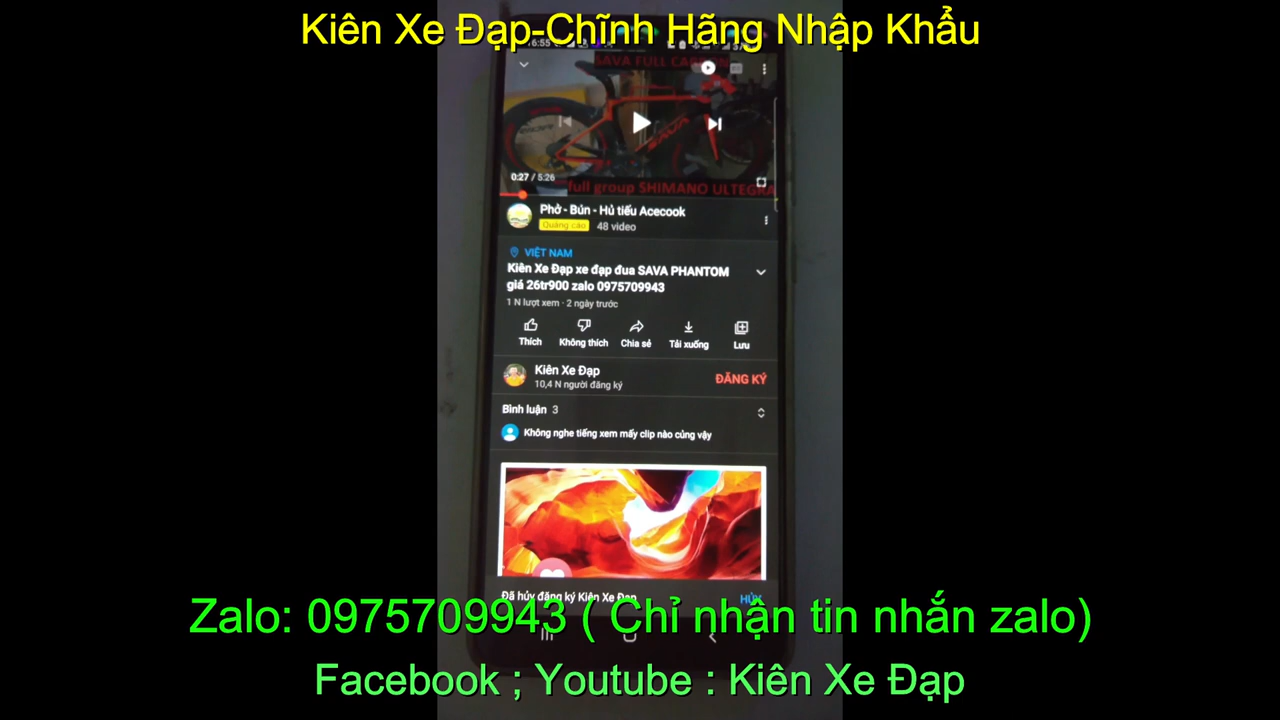 Kiên Xe Đạp-Chĩnh Hãng Nhập Khẩu
16:55
SAVA FULL CARBON
SAVA
0:27 / 5:26
full group SHIMANO ULTEGRA
Phở - Bún - Hủ tiếu Acecook
Quảng cáo 48 video
VIỆT NAM
Kiên Xe Đạp xe đạp đua SAVA PHANTOM
giá 26tr900 zalo 0975709943
1 N lượt xem · 2 ngày trước
Thích Không thích Chia sẻ Tải xuống Lưu
Kiên Xe Đạp
10,4 N người đăng ký
ĐĂNG KÝ
Bình luận 3
Không nghe tiếng xem mấy clip nào củng vậy
Đã hủy đăng ký Kiên Xe Đạp
HỦY
Zalo: 0975709943 ( Chỉ nhận tin nhắn zalo)
Facebook ; Youtube : Kiên Xe Đạp